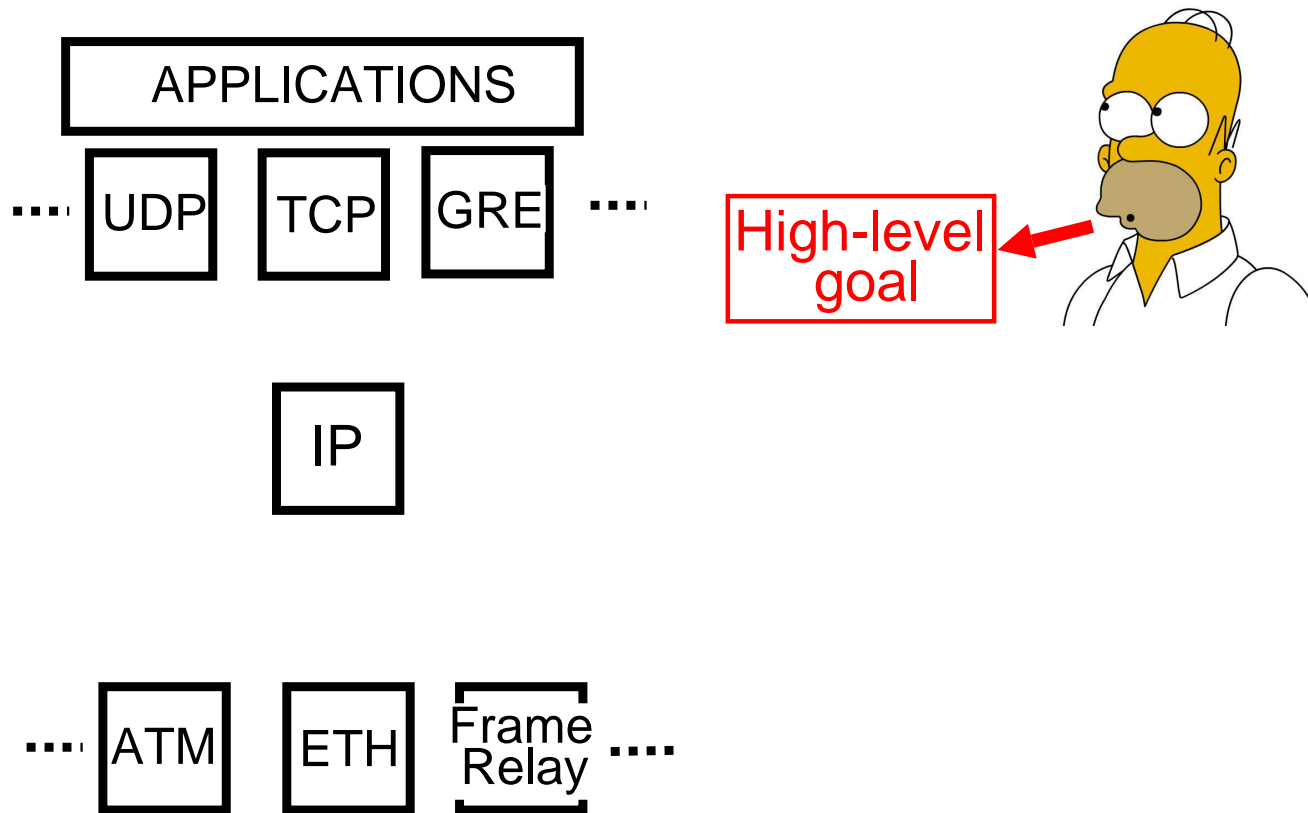 APPLICATIONS
UDP
TCP
GRE
High-level
goal
IP
ATM
ETH
Frame
Relay